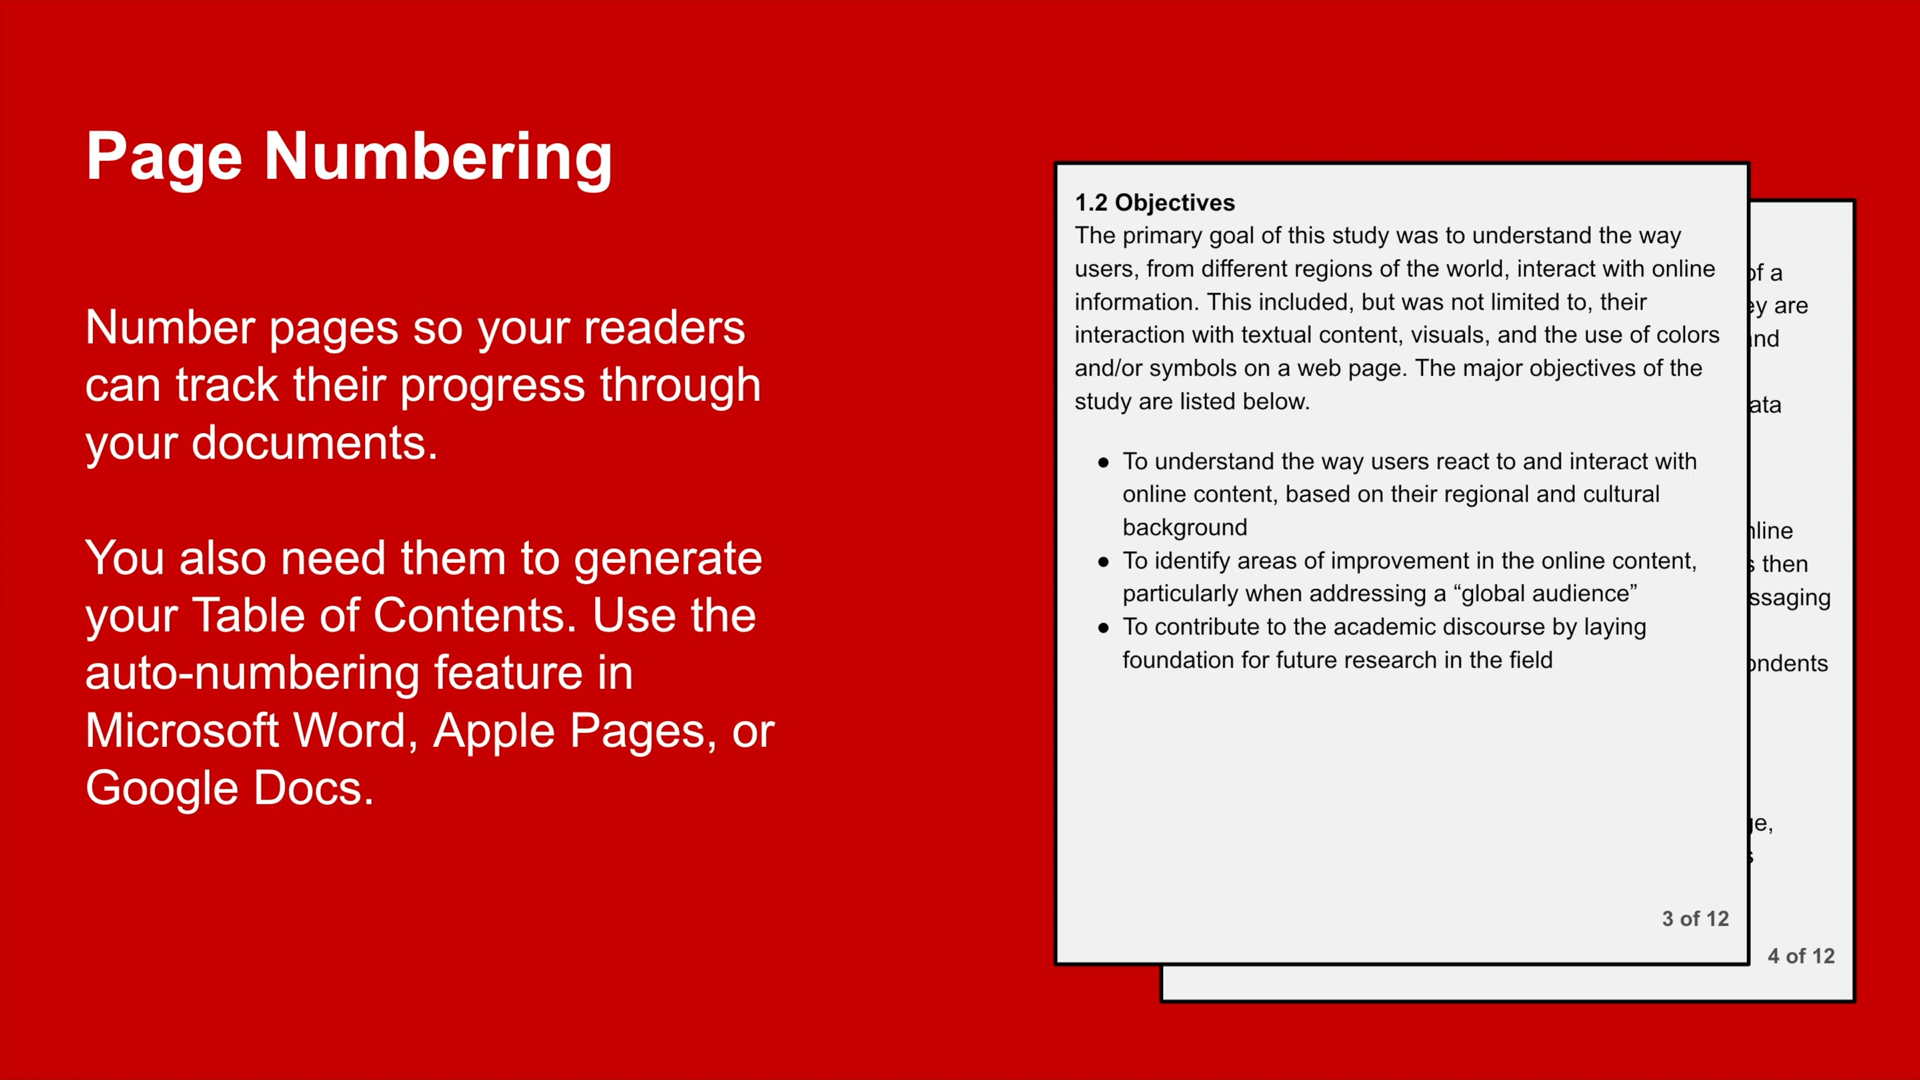 Page Numbering
Number pages so your readers
can track their progress through
your documents.
You also need them to generate
your Table of Contents. Use the
auto-numbering feature in
Microsoft Word, Apple Pages, or
Google Docs.
1.2 Objectives
The primary goal of this study was to understand the way
users, from different regions of the world, interact with online
information. This included, but was not limited to, their
interaction with textual content, visuals, and the use of colors
and/or symbols on a web page. The major objectives of the
study are listed below.
● To understand the way users react to and interact with
online content, based on their regional and cultural
background
● To identify areas of improvement in the online content,
particularly when addressing a “global audience”
● To contribute to the academic discourse by laying
foundation for future research in the field
3 of 12
of a
are
then
4 of 12